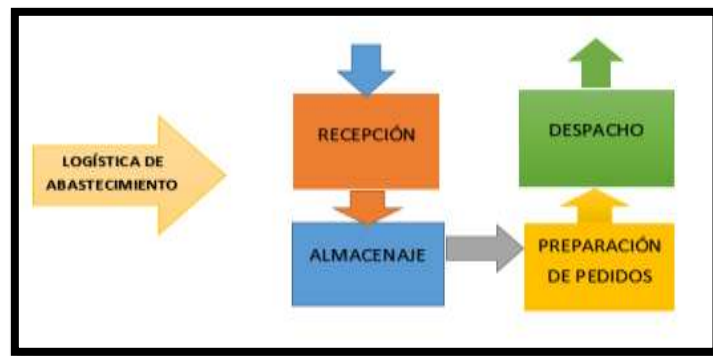 LOGÍSTICA DE
ABASTECIMIENTO
RECEPCIÓN
ALMACENAJE
PREPARACIÓN
DE PEDIDOS
DESPACHO